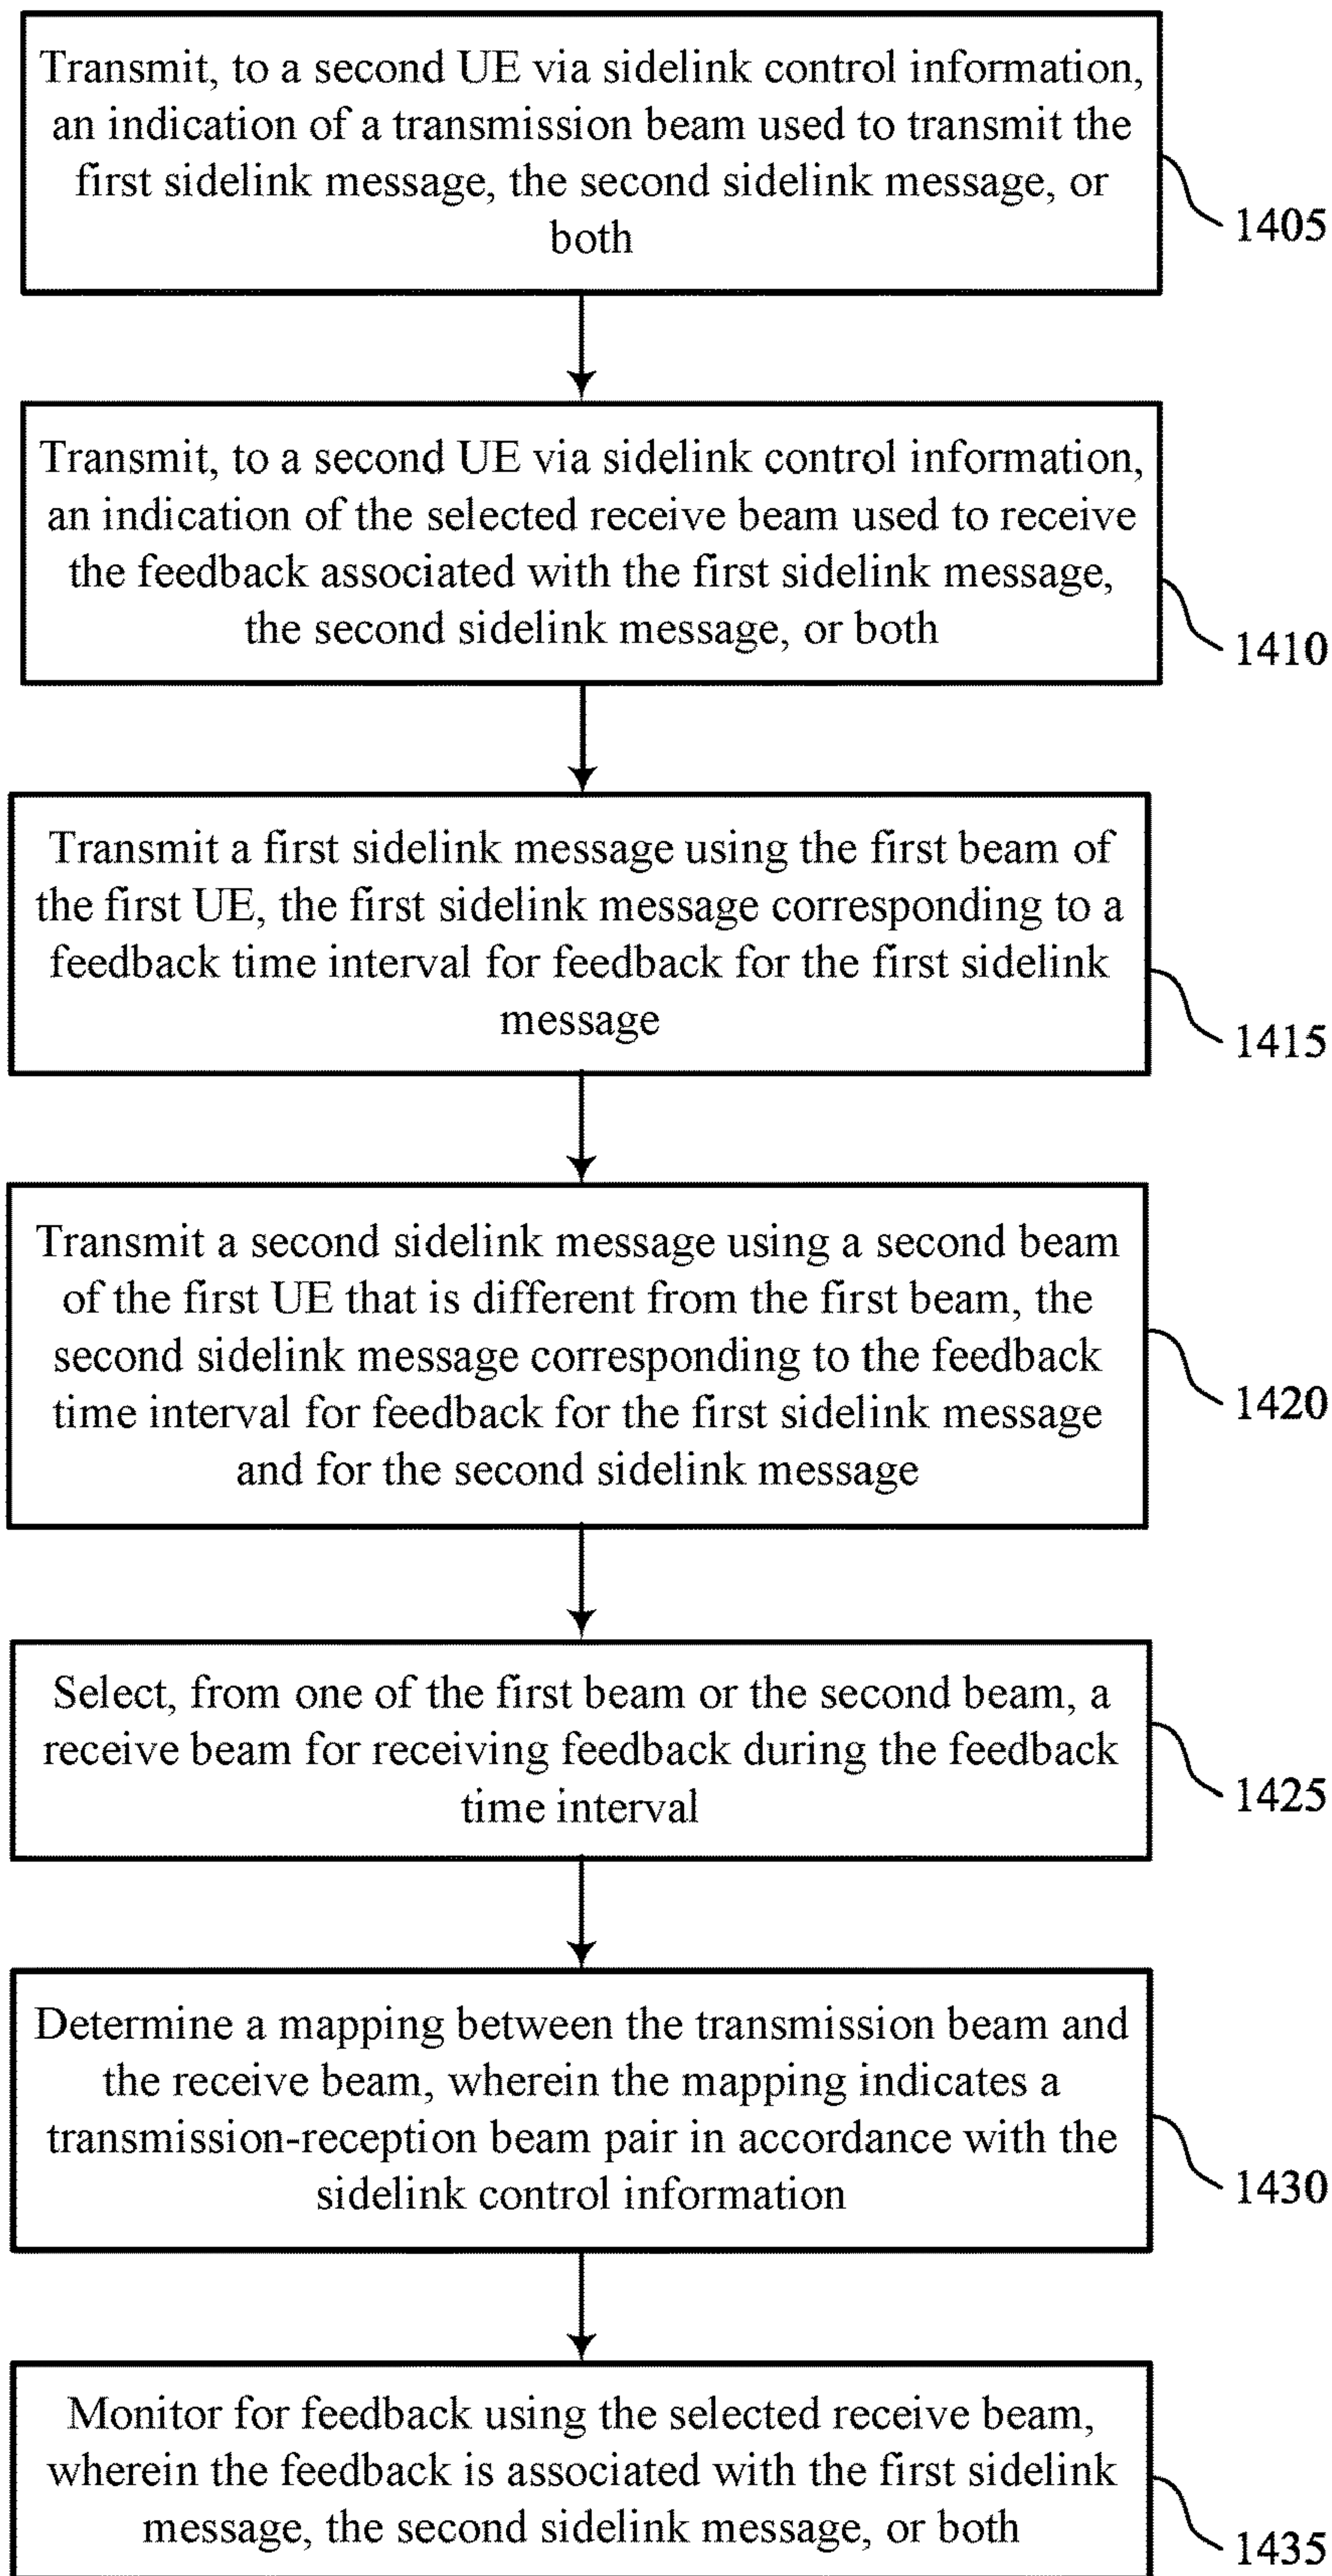 Transmit, to a second UE via sidelink control information,
an indication of a transmission beam used to transmit the
first sidelink message, the second sidelink message, or
both
1405
Transmit, to a second UE via sidelink control information,
an indication of the selected receive beam used to receive
the feedback associated with the first sidelink message,
the second sidelink message, or both
1410
Transmit a first sidelink message using the first beam of
the first UE, the first sidelink message corresponding to a
feedback time interval for feedback for the first sidelink
message
1415
Transmit a second sidelink message using a second beam
of the first UE that is different from the first beam, the
second sidelink message corresponding to the feedback
time interval for feedback for the first sidelink message
and for the second sidelink message
1420
Select, from one of the first beam or the second beam, a
receive beam for receiving feedback during the feedback
time interval
1425
Determine a mapping between the transmission beam and
the receive beam, wherein the mapping indicates a
transmission-reception beam pair in accordance with the
sidelink control information
1430
Monitor for feedback using the selected receive beam,
wherein the feedback is associated with the first sidelink
message, the second sidelink message, or both
1435